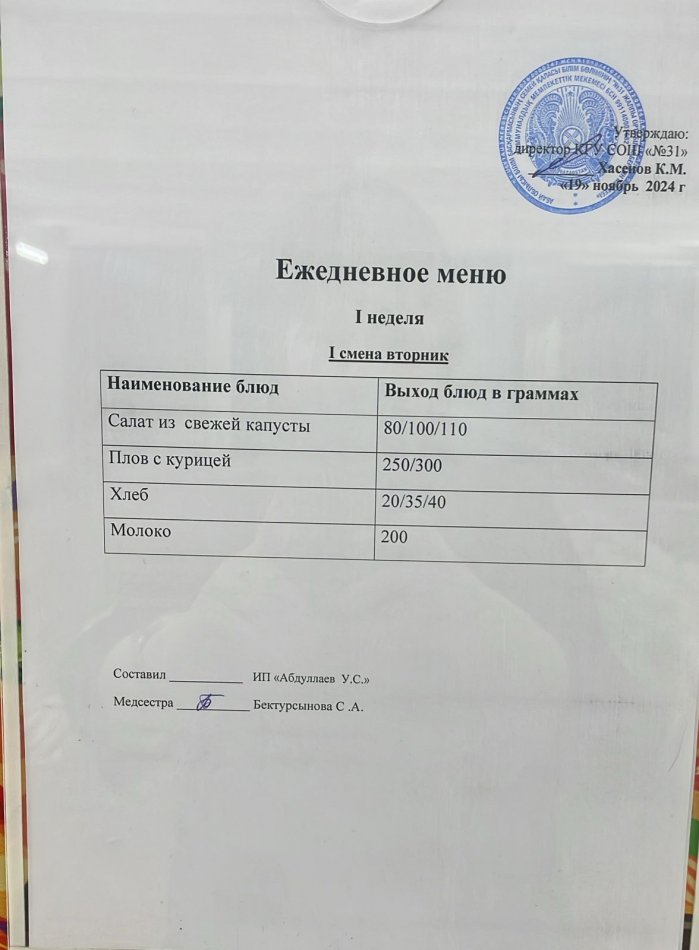 Утверждаю:
директор КГУ СОШ «№31»
Хасенов К.М.
«19» ноябрь 2024 г
Ежедневное меню
I неделя
I смена вторник
Наименование блюд Выход блюд в граммах
Салат из свежей капусты 80/100/110
Плов с курицей 250/300
Хлеб 20/35/40
Молоко 200
Составил ____________ ИП «Абдуллаев У.С.»
Медсестра ____________ Бектурсынова С .А.